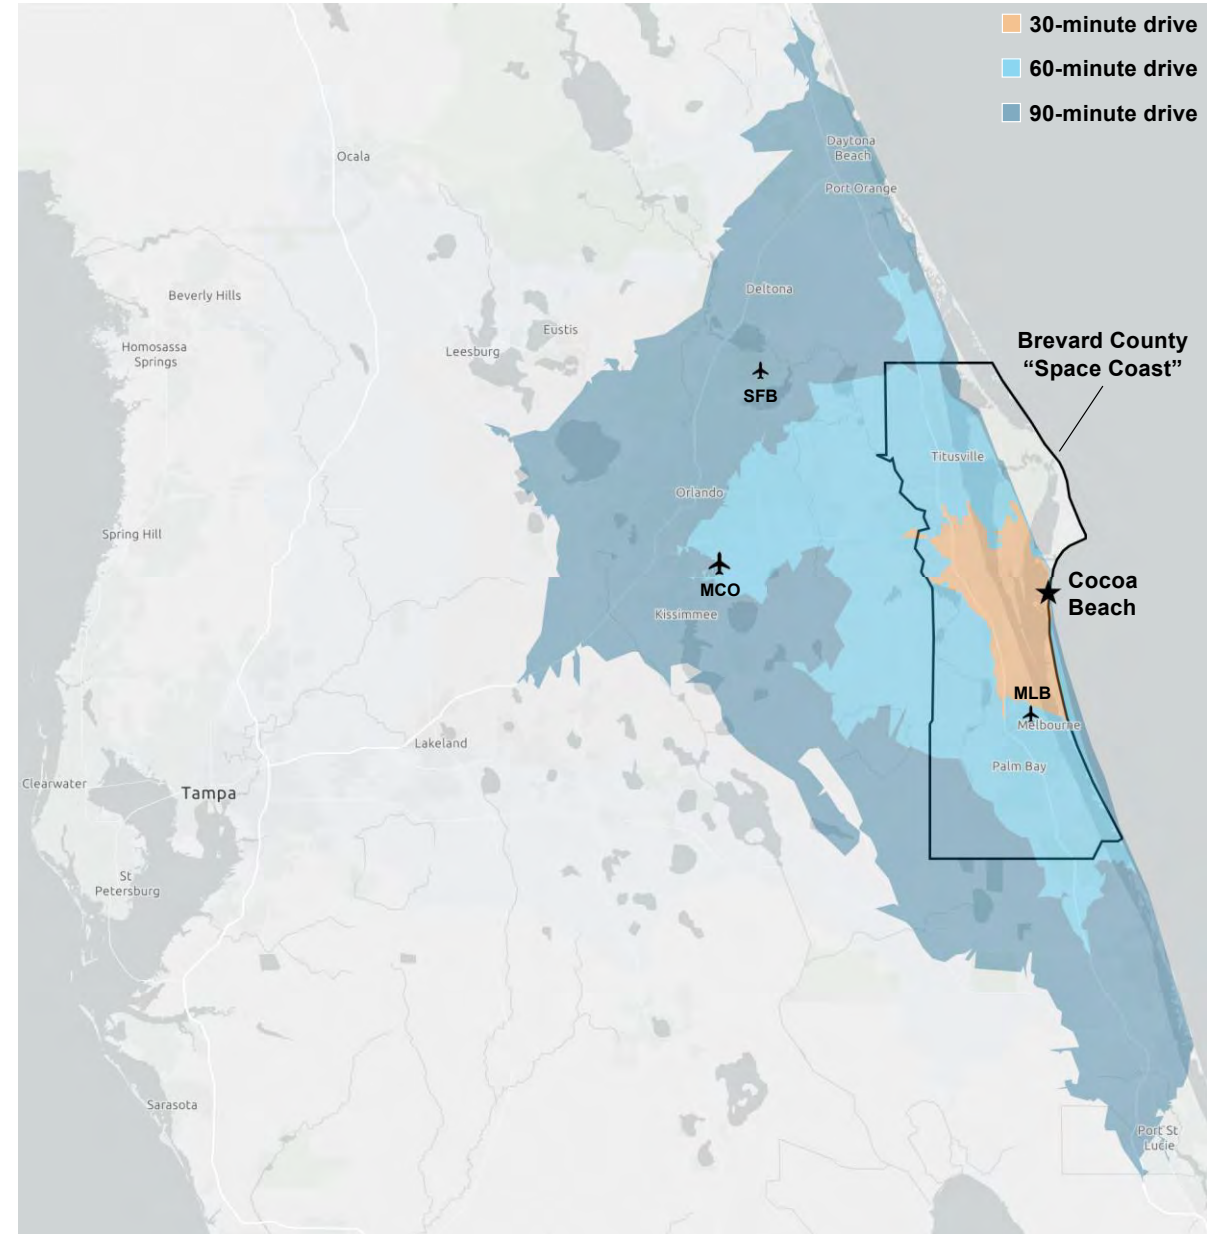 30-minute drive
60-minute drive
90-minute drive
Daytona
Beach
Ocala
Port Orange
Deltona
Beverly Hills
Eustis
Brevard County
“Space Coast”
Homosassa
Springs
Leesburg
SFB
Titusville
Orlando
Spring Hill
MCO
Cocoa
Beach
Kissimmee
MLB
Melbourne
Lakeland
Palm Bay
Clearwater
Tampa
St
Petersburg
Sarasota
Port St
Lucie